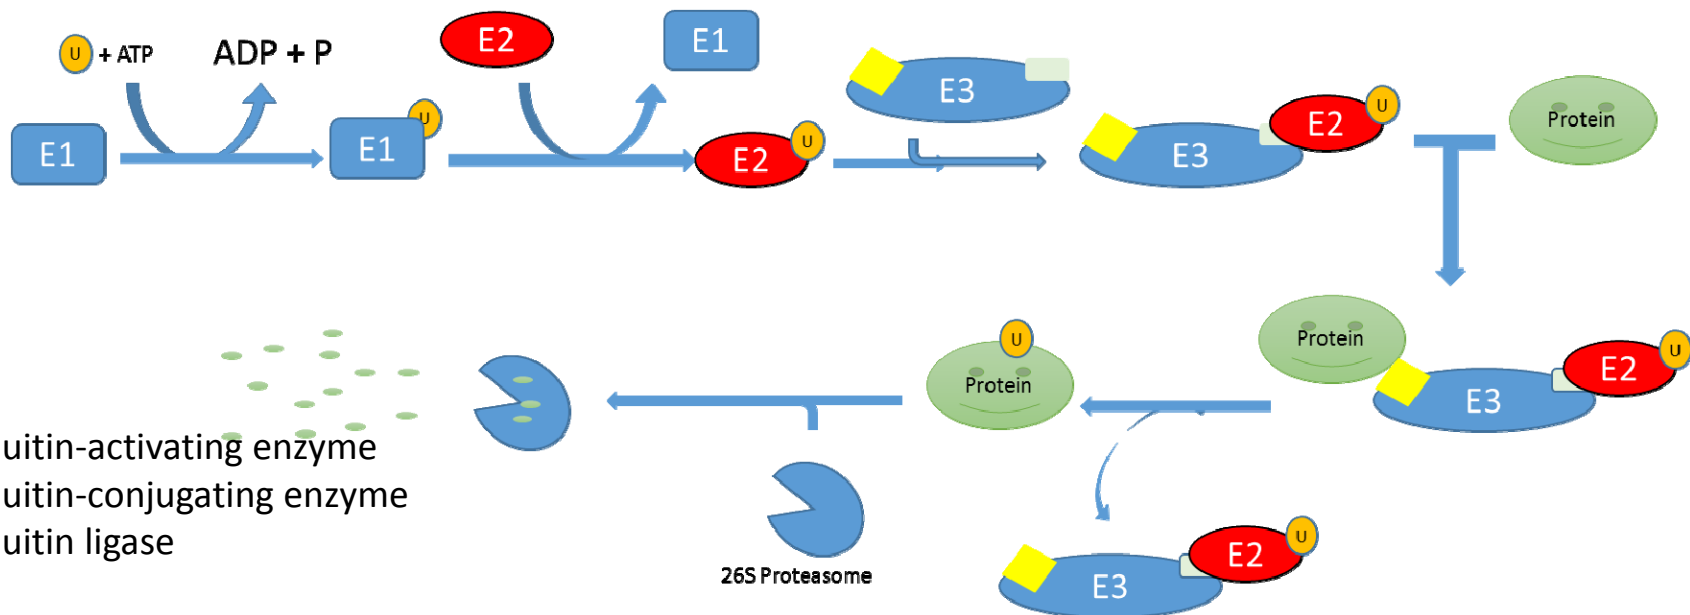 U + ATP
ADP + P
E2
E1
E1
E1
U
E2
U
E3
E3
E2
U
Protein
Protein
E3
E2
U
Protein
U
26S Proteasome
E3
E2
U
uitin-activating enzyme
uitin-conjugating enzyme
uitin ligase